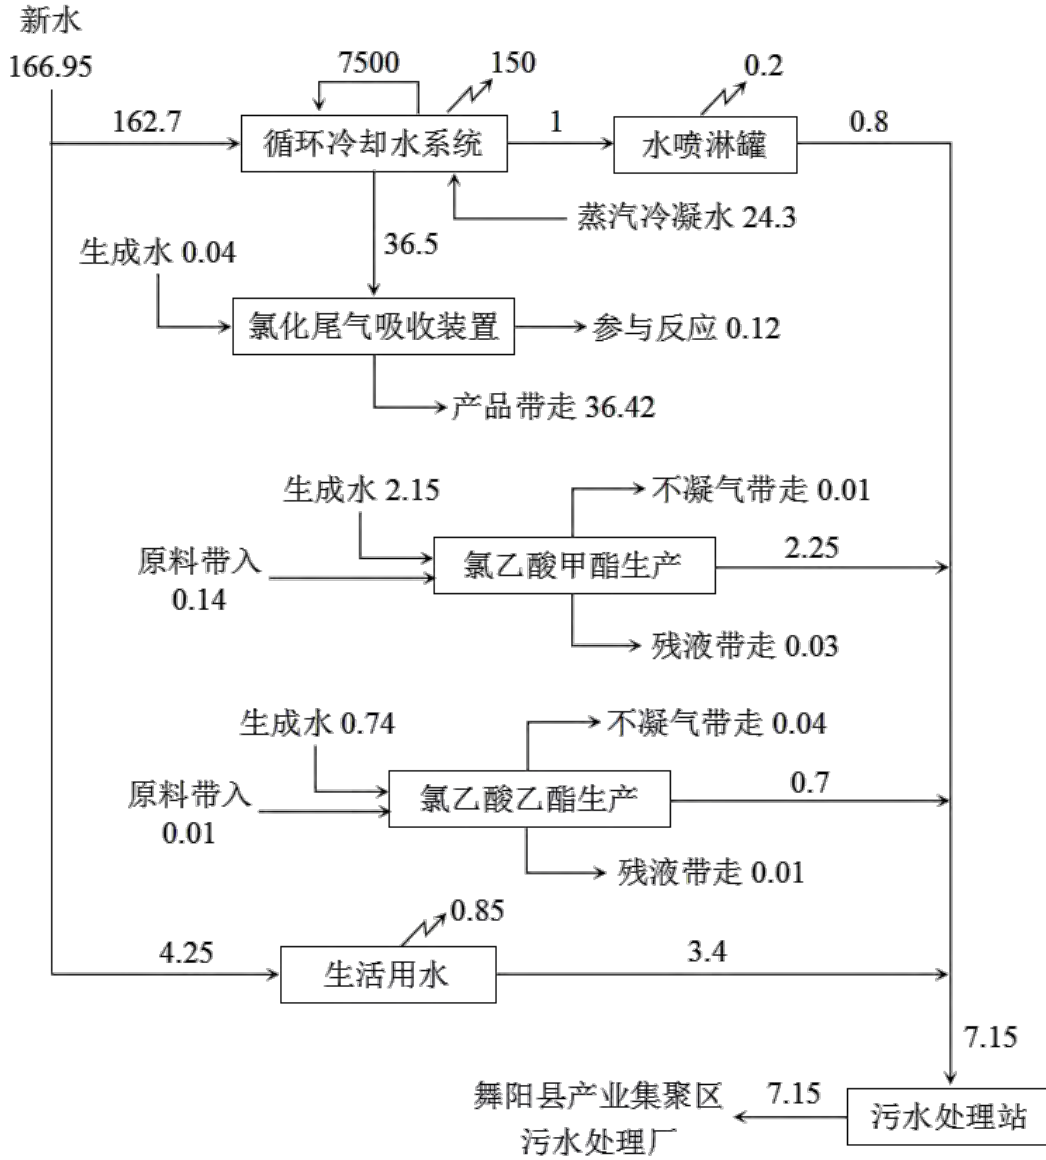 新水
166.95
7500
150
0.2
162.7
循环冷却水系统
1
水喷淋罐
0.8
蒸汽冷凝水 24.3
36.5
生成水 0.04
氯化尾气吸收装置
参与反应 0.12
产品带走 36.42
生成水 2.15
不凝气带走 0.01
原料带入
0.14
氯乙酸甲酯生产
2.25
残液带走 0.03
生成水 0.74
不凝气带走 0.04
原料带入
0.01
氯乙酸乙酯生产
0.7
残液带走 0.01
0.85
4.25
生活用水
3.4
7.15
舞阳县产业集聚区
污水处理厂
7.15
污水处理站